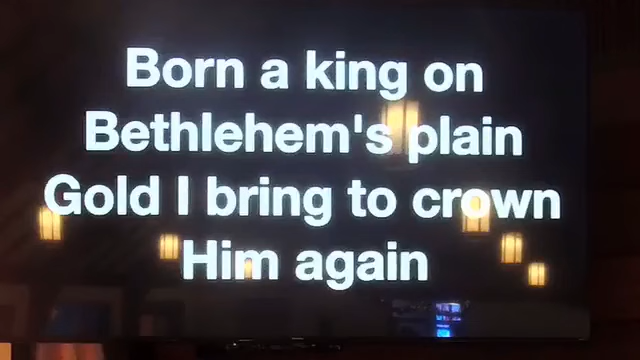 Born a king on
Bethlehem's plain
Gold I bring to crown
Him again